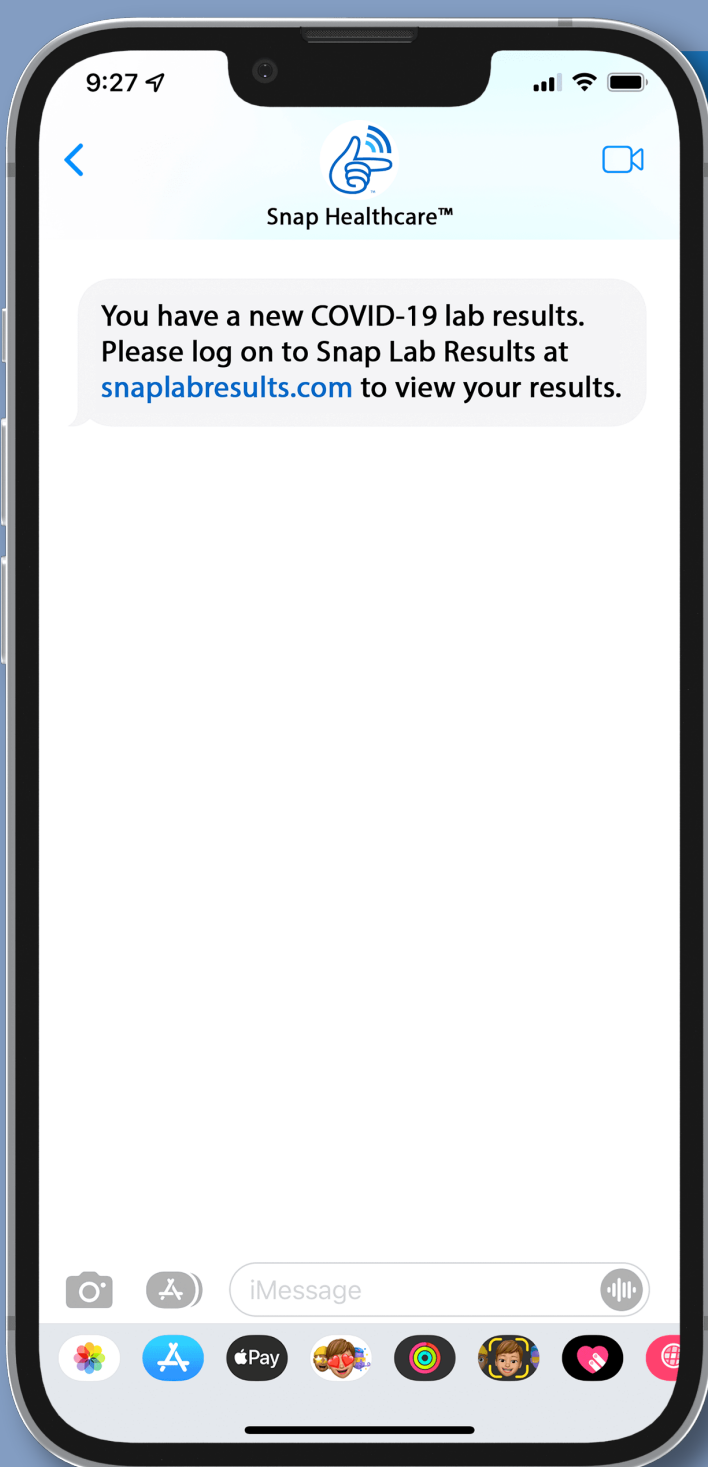 9:27
Snap Healthcare™
You have a new COVID-19 lab results.
Please log on to Snap Lab Results at
snaplabresults.com to view your results.
iMessage
Pay